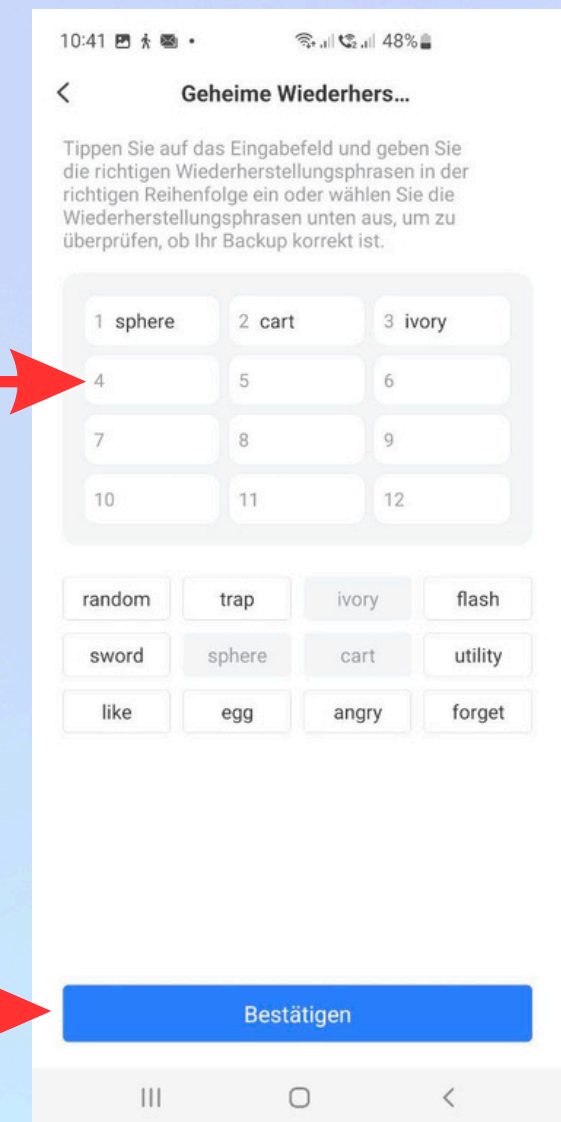 10:41 48%
Geheime Wiederhers...
Tippen Sie auf das Eingabefeld und geben Sie
die richtigen Wiederherstellungsphrasen in der
richtigen Reihenfolge ein oder wählen Sie die
Wiederherstellungsphrasen unten aus, um zu
überprüfen, ob Ihr Backup korrekt ist.
1 sphere 2 cart 3 ivory
4 5 6
7 8 9
10 11 12
random trap ivory flash
sword sphere cart utility
like egg angry forget
Bestätigen